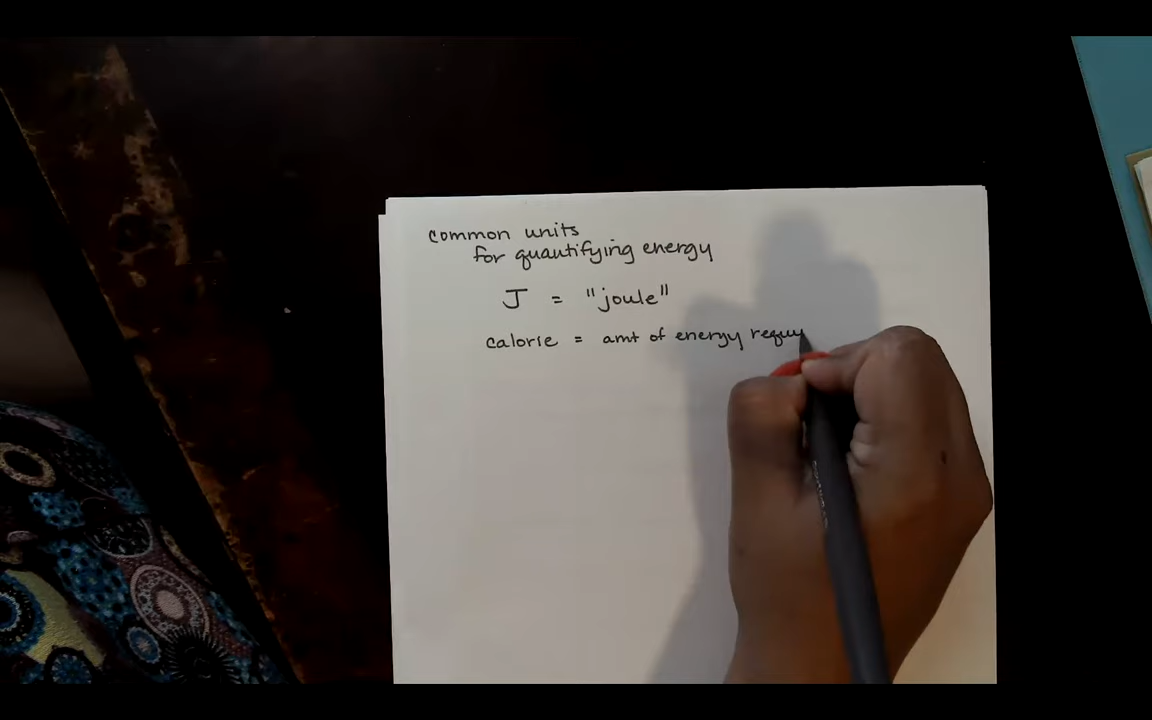 common units
for quantifying energy
J = "joule"
calorie = amt of energy